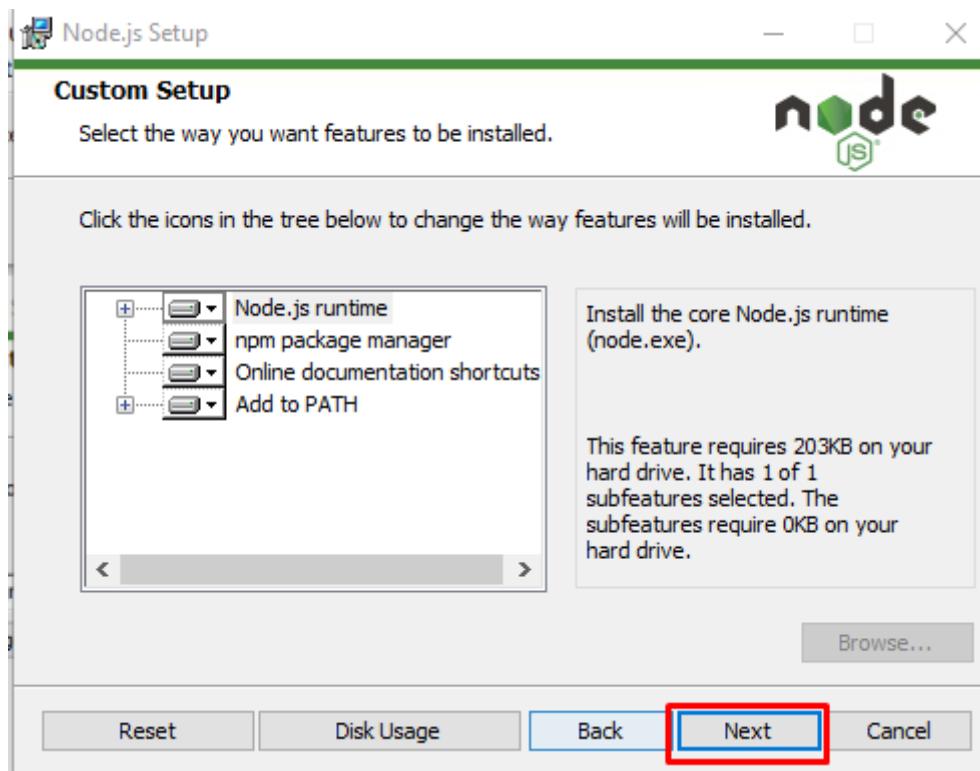 Node.js Setup
Custom Setup
Select the way you want features to be installed.
node
JS
Click the icons in the tree below to change the way features will be installed.
Node.js runtime
npm package manager
Online documentation shortcuts
Add to PATH
Install the core Node.js runtime
(node.exe).
This feature requires 203KB on your
hard drive. It has 1 of 1
subfeatures selected. The
subfeatures require 0KB on your
hard drive.
Browse...
Reset
Disk Usage
Back
Next
Cancel